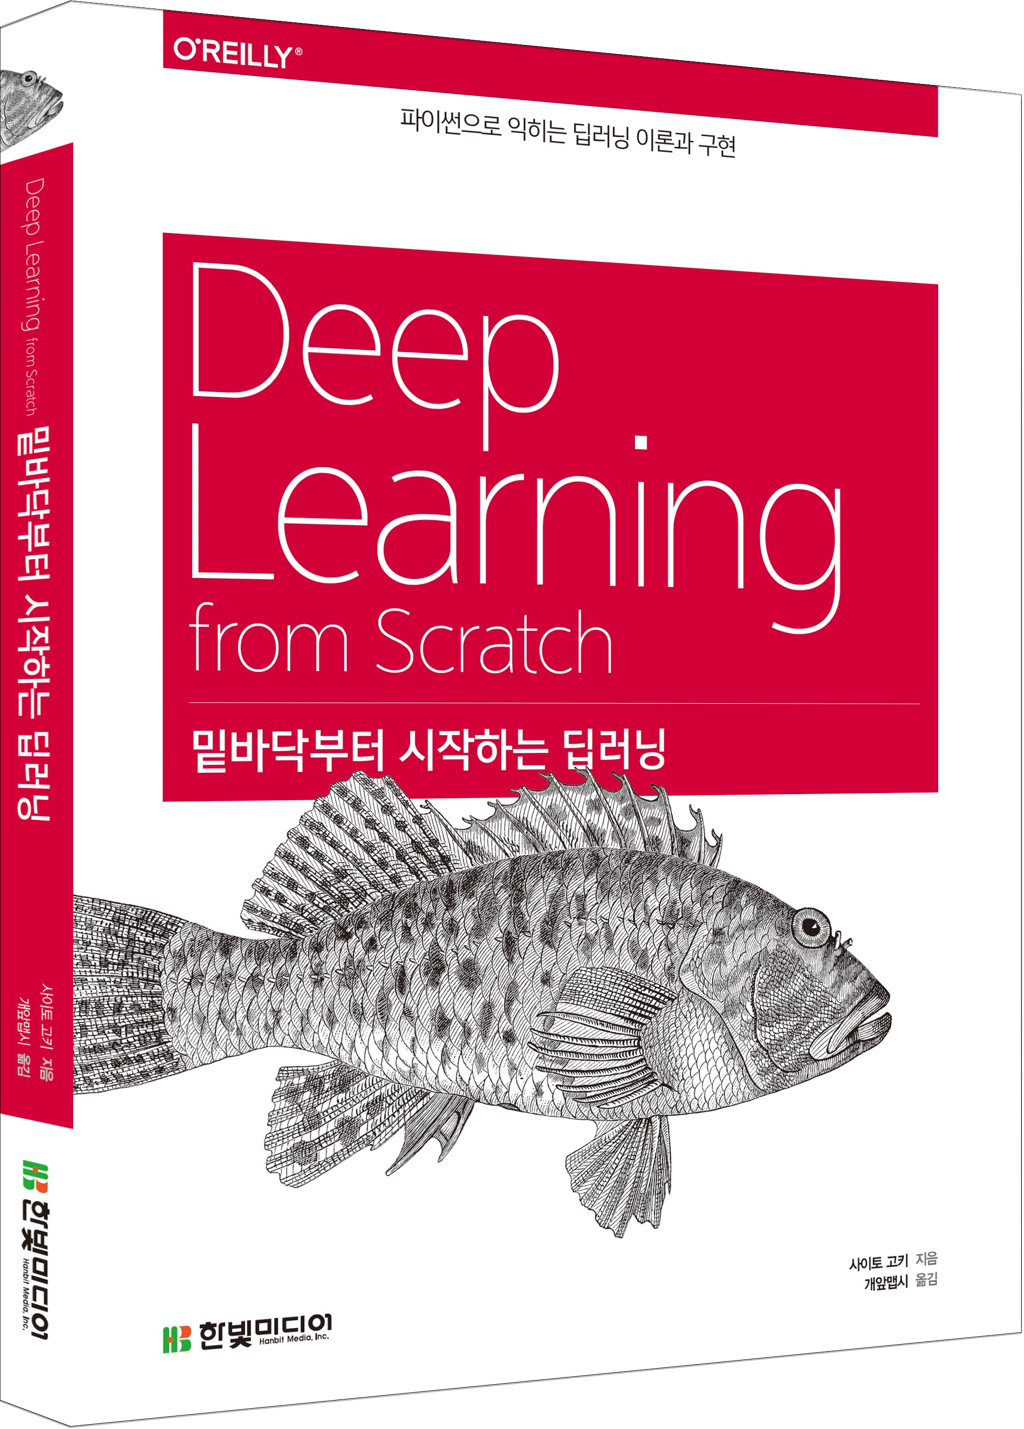 O'REILLY®
파이썬으로 익히는 딥러닝 이론과 구현
Deep
Learning
from Scratch
밑바닥부터 시작하는 딥러닝
사이토 고키 지음
개앞맵시 옮김
HB 한빛미디어
Hanbit Media, Inc.
Deep Learning from Scratch
밑바닥부터 시작하는 딥러닝
사이토 고키 지음
개앞맵시 옮김
HB 한빛미디어
Hanbit Media, Inc.